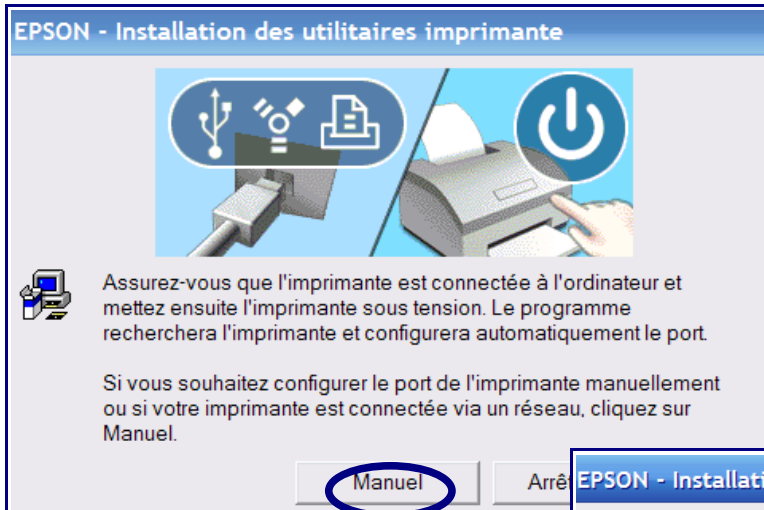 EPSON - Installation des utilitaires imprimante
Assurez-vous que l'imprimante est connectée à l'ordinateur et
mettez ensuite l'imprimante sous tension. Le programme
recherchera l'imprimante et configurera automatiquement le port.
Si vous souhaitez configurer le port de l'imprimante manuellement
ou si votre imprimante est connectée via un réseau, cliquez sur
Manuel.
Manuel
Arrêt
EPSON - Installati